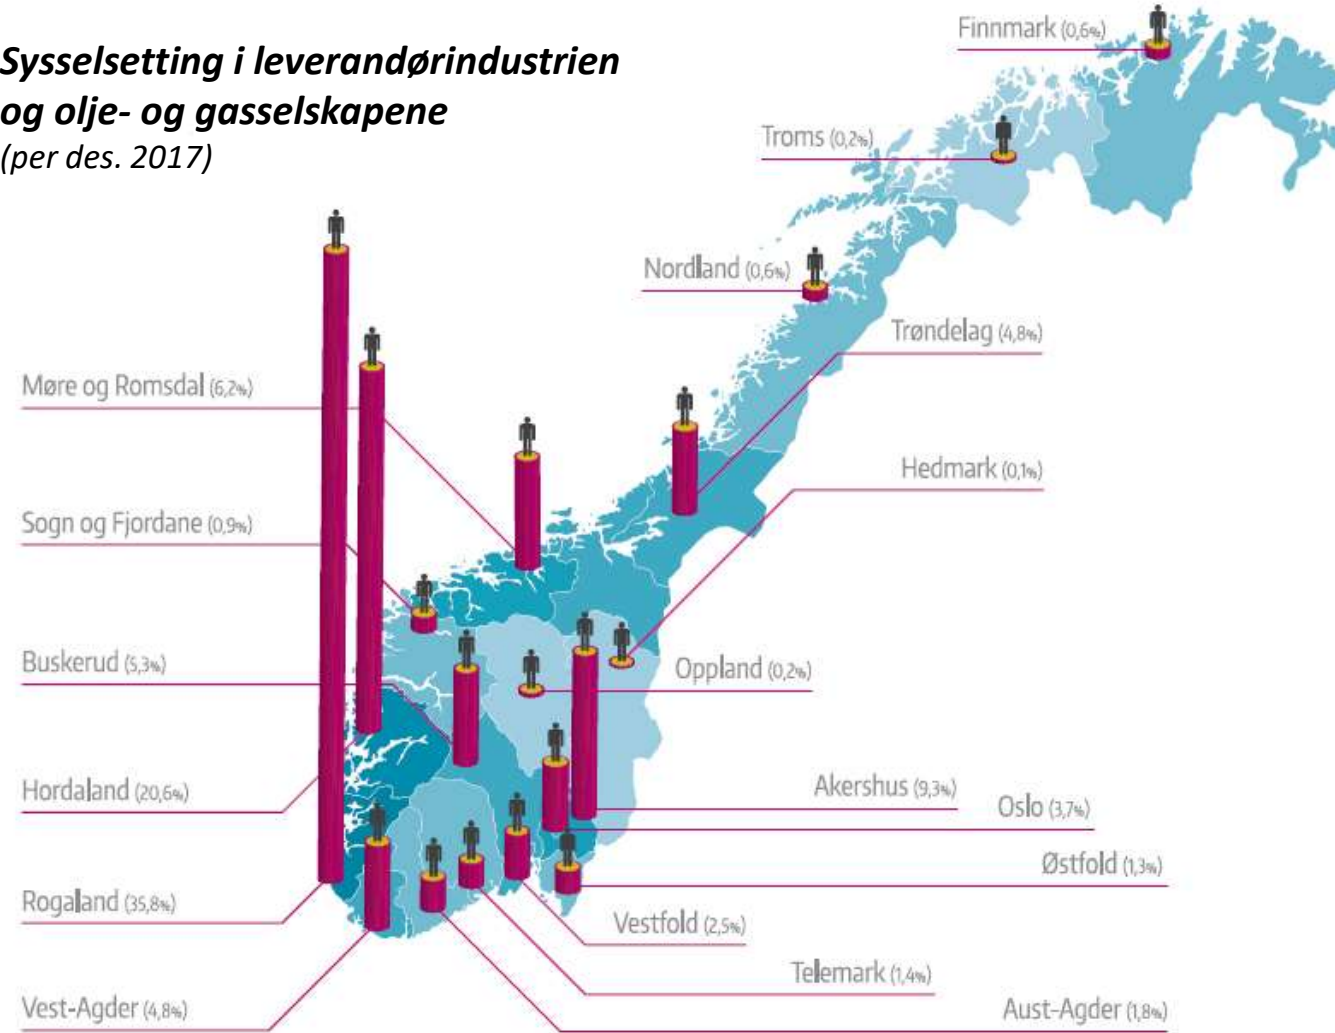 Sysselsetting i leverandørindustrien
og olje- og gasselskapene
(per des. 2017)
Finnmark (0,6%)
Troms (0,2%)
Nordland (0,6%)
Trøndelag (4,8%)
Møre og Romsdal (6,2%)
Hedmark (0,1%)
Sogn og Fjordane (0,9%)
Buskerud (5,3%)
Oppland (0,2%)
Hordaland (20,6%)
Akershus (9,3%)
Oslo (3,7%)
Østfold (1,3%)
Rogaland (35,8%)
Vestfold (2,5%)
Telemark (1,4%)
Vest-Agder (4,8%)
Aust-Agder (1,8%)